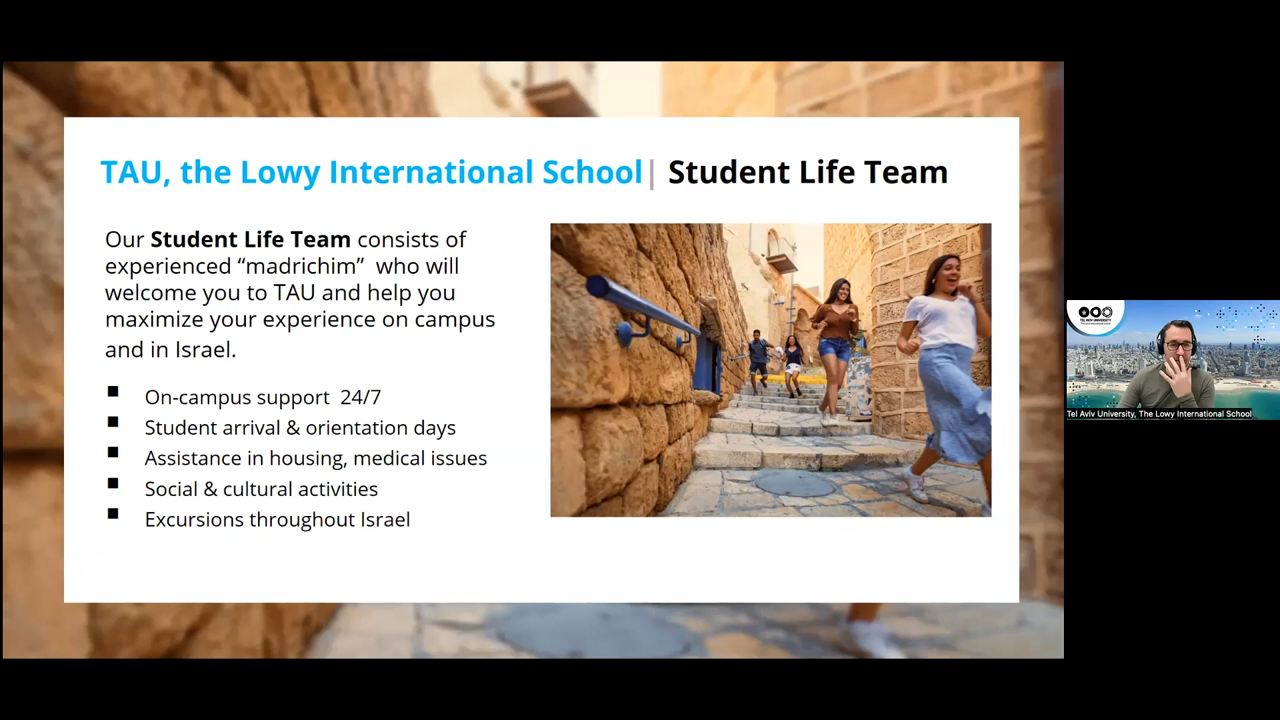 TAU, the Lowy International School| Student Life Team
Our Student Life Team consists of
experienced “madrichim”  who will
welcome you to TAU and help you
maximize your experience on campus
and in Israel.
■ On-campus support  24/7
■ Student arrival & orientation days
■ Assistance in housing, medical issues
■ Social & cultural activities
■ Excursions throughout Israel
TEL AVIV UNIVERSITY
Tel Aviv University, The Lowy International School